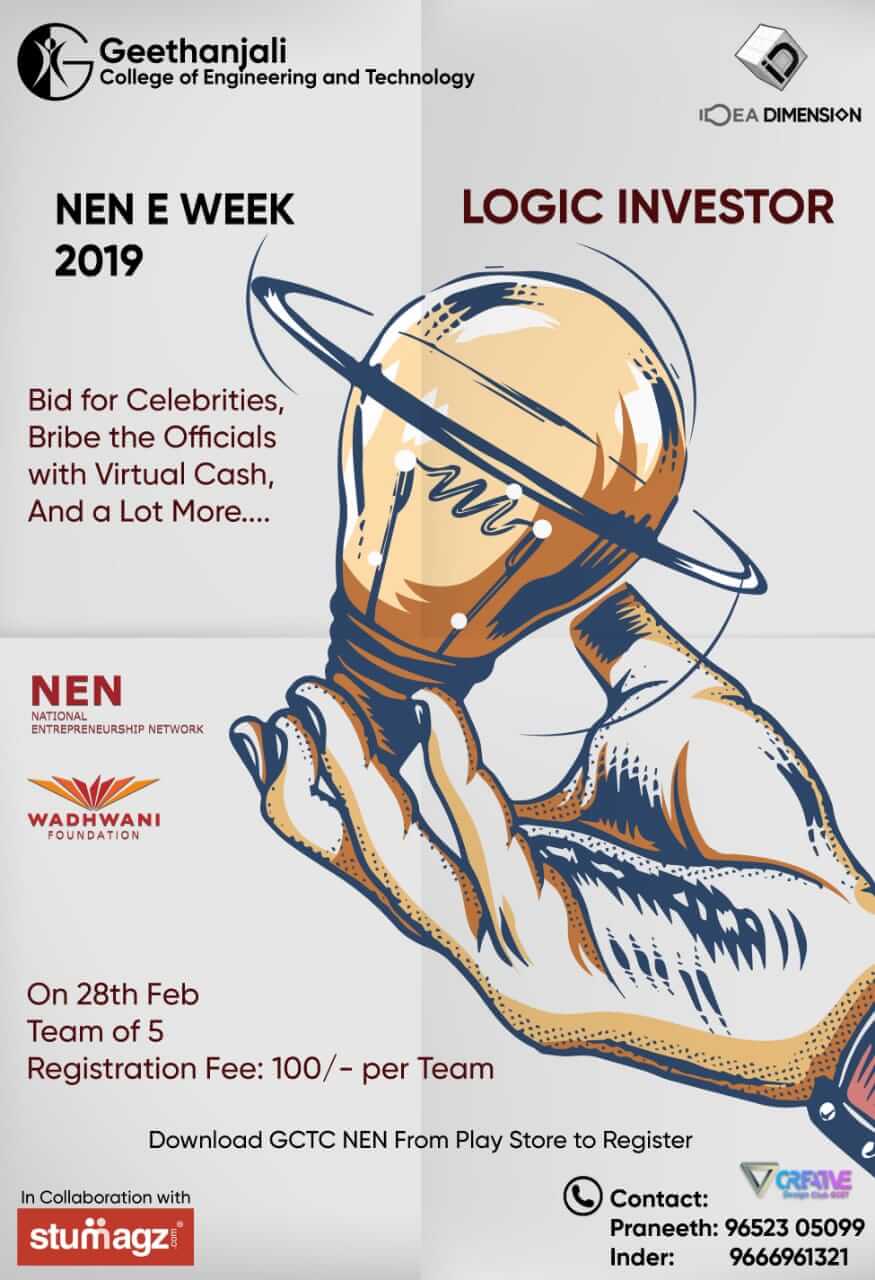 Geethanjali
College of Engineering and Technology
IDEA DIMENSION
NEN E WEEK
2019
LOGIC INVESTOR
Bid for Celebrities,
Bribe the Officials
with Virtual Cash,
And a Lot More....
NEN
NATIONAL
ENTREPRENEURSHIP NETWORK
WADHWANI
FOUNDATION
On 28th Feb
Team of 5
Registration Fee: 100/- per Team
Download GCTC NEN From Play Store to Register
In Collaboration with
stumagz.com®
CREATIVE
Design Club GCET
Contact:
Praneeth: 96523 05099
Inder: 9666961321